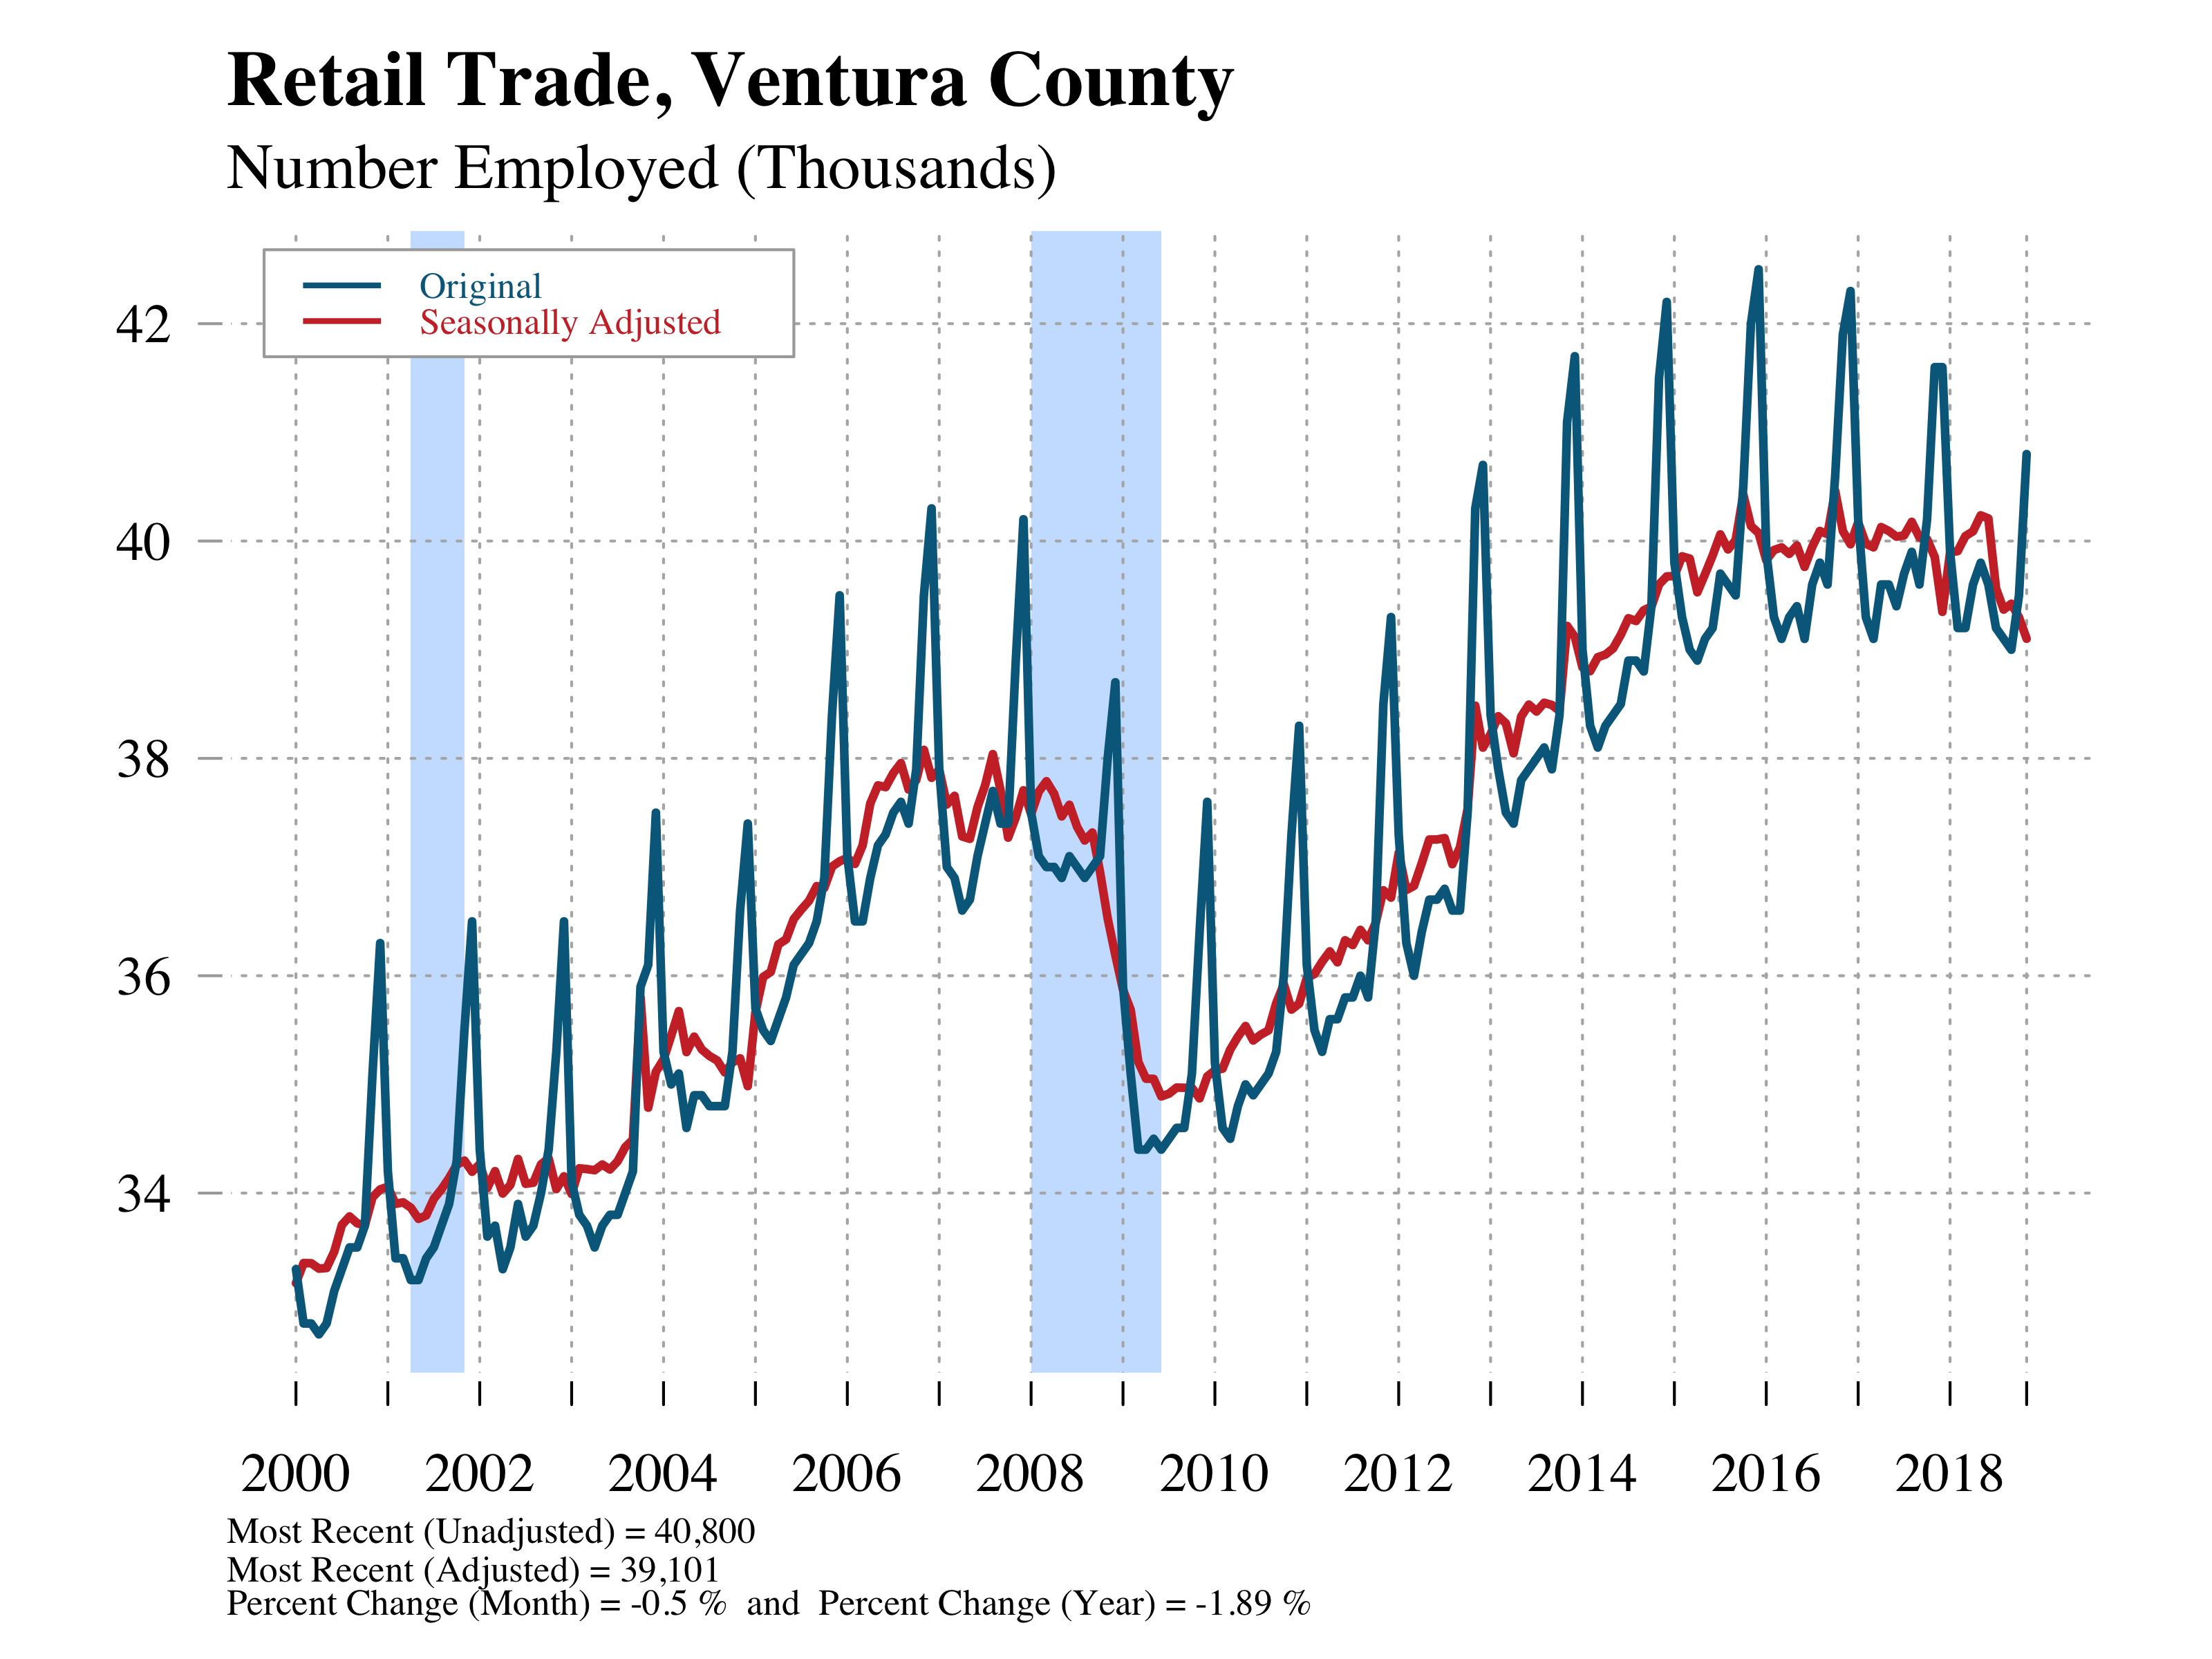 Retail Trade, Ventura County
Number Employed (Thousands)
Original
Seasonally Adjusted
42
40
38
36
34
2000 2002 2004 2006 2008 2010 2012 2014 2016 2018
Most Recent (Unadjusted) = 40,800
Most Recent (Adjusted) = 39,101
Percent Change (Month) = -0.5 % and Percent Change (Year) = -1.89 %